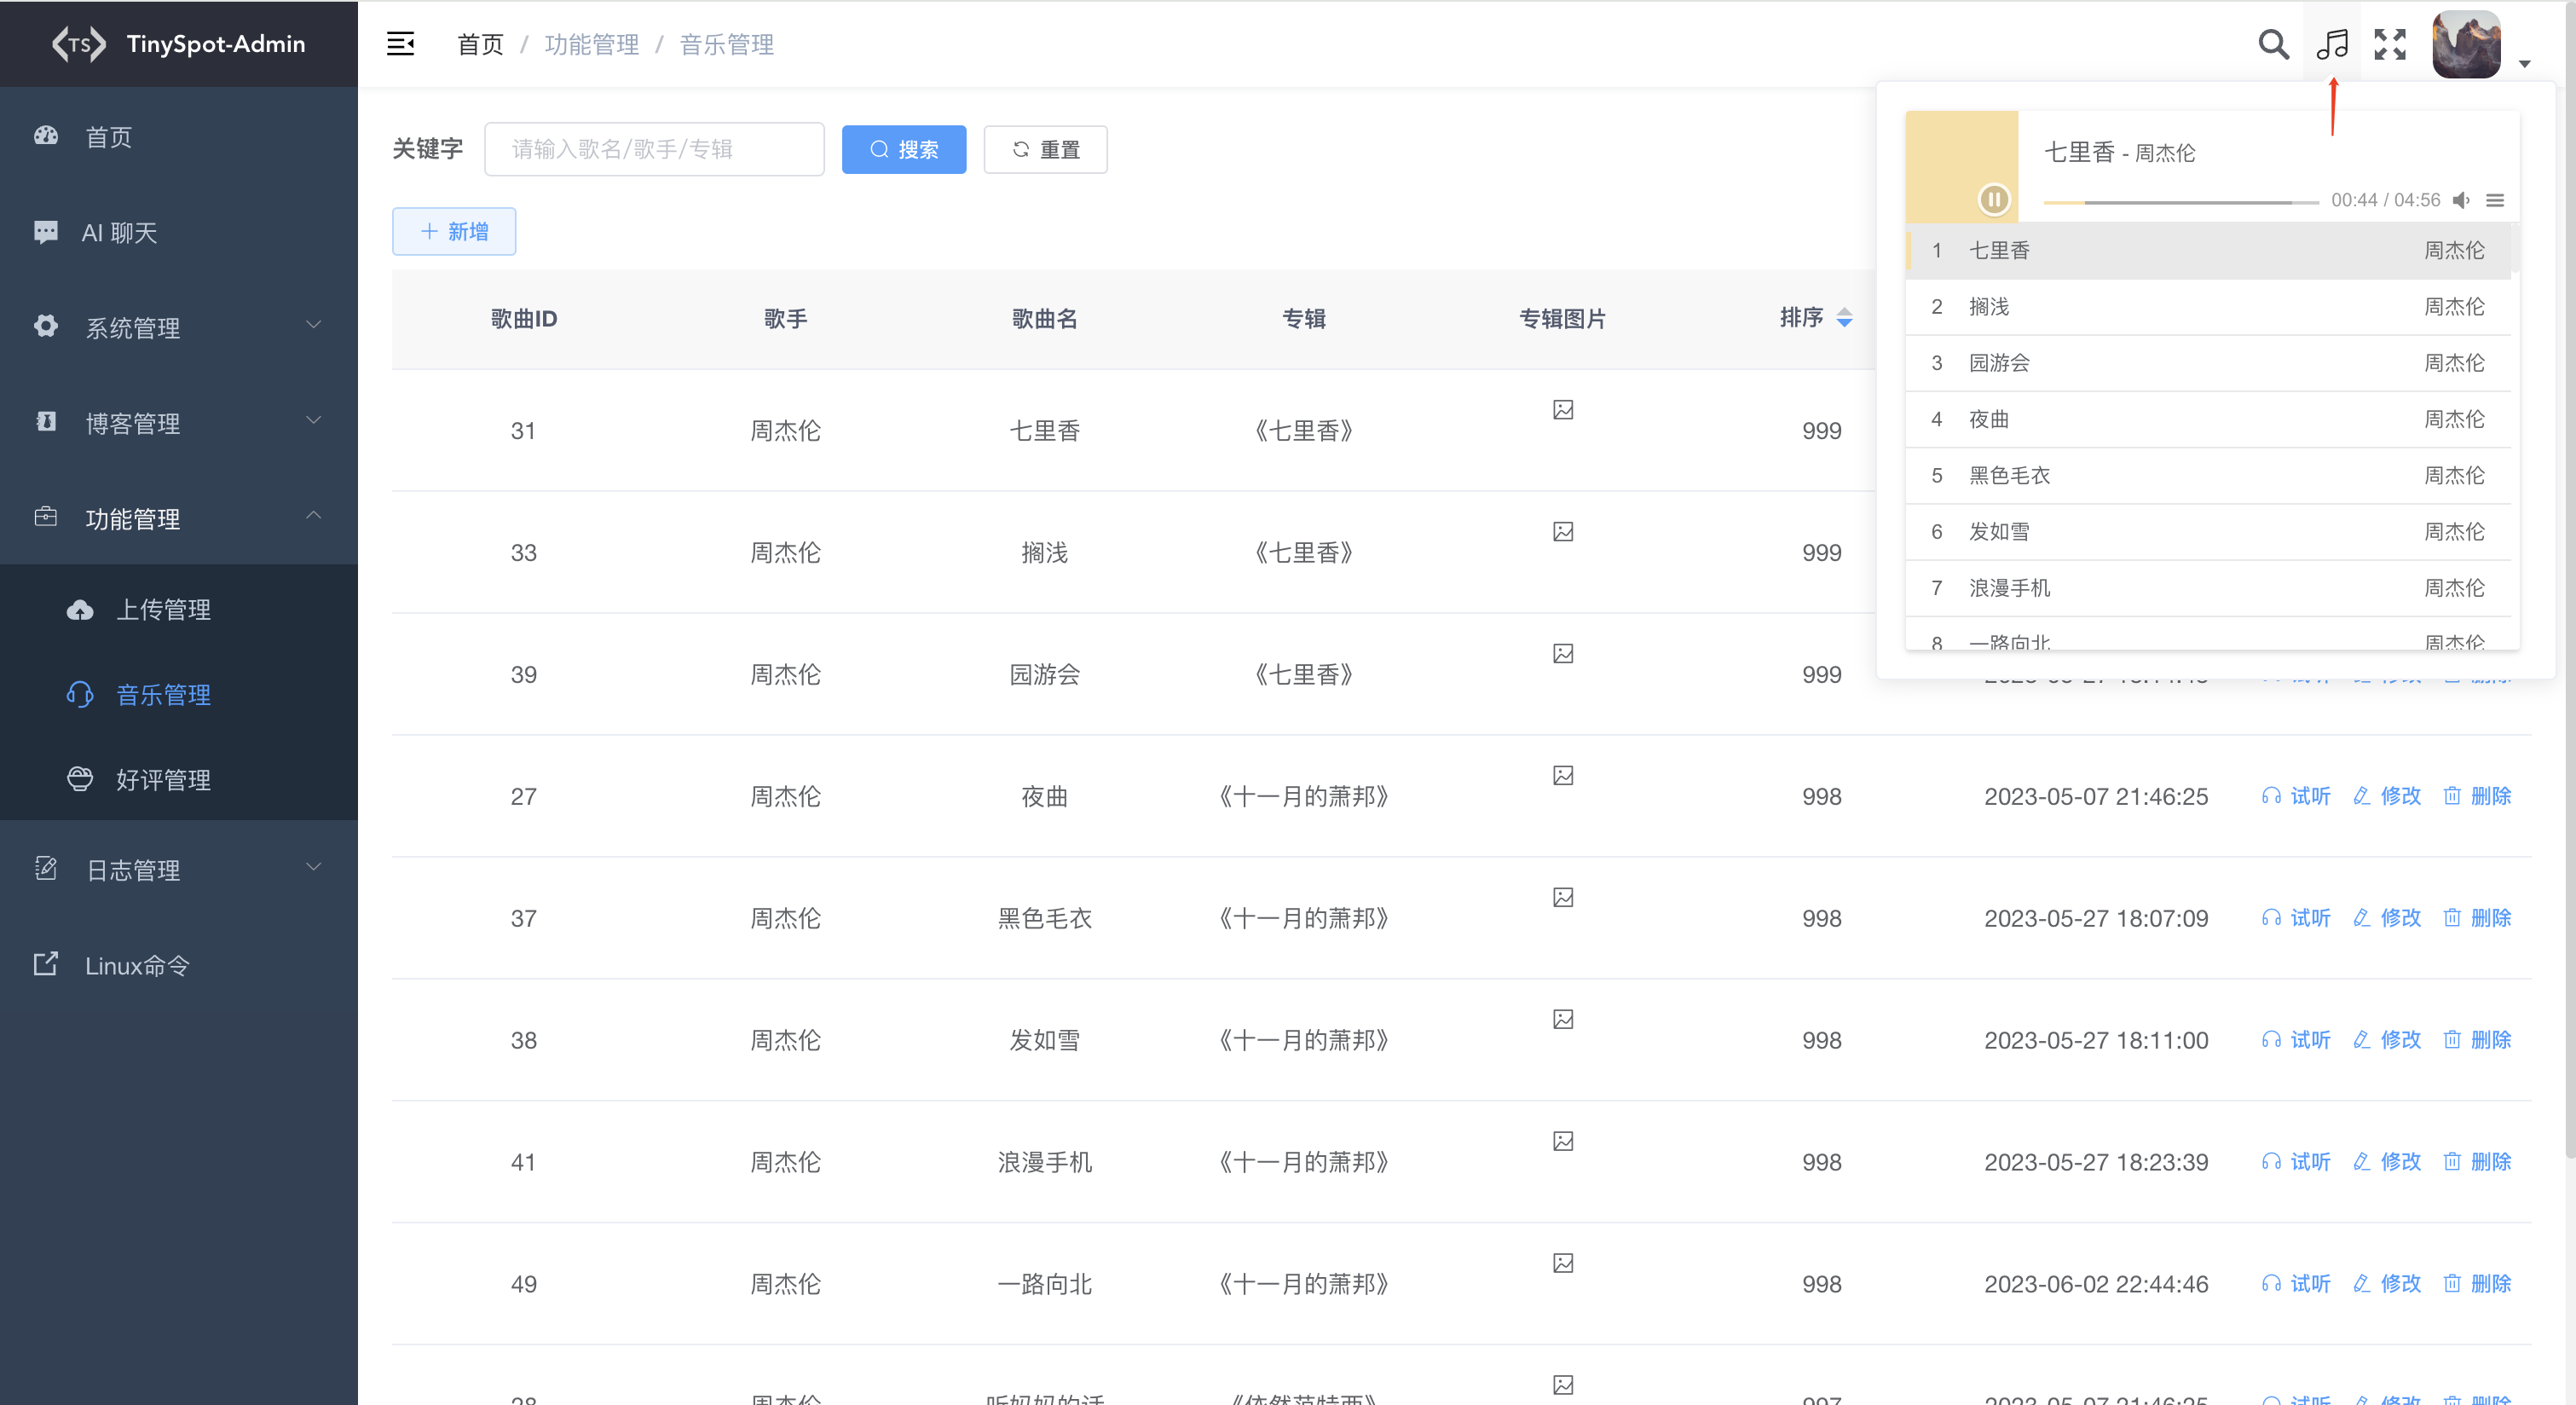 TS TinySpot-Admin
首页
AI 聊天
系统管理
博客管理
功能管理
上传管理
音乐管理
好评管理
日志管理
Linux命令
首页 / 功能管理 / 音乐管理
关键字 请输入歌名/歌手/专辑 搜索 重置
新增
七里香 - 周杰伦
00:44 / 04:56
1 七里香 周杰伦
2 搁浅 周杰伦
3 园游会 周杰伦
4 夜曲 周杰伦
5 黑色毛衣 周杰伦
6 发如雪 周杰伦
7 浪漫手机 周杰伦
8 一路向北 周杰伦
歌曲ID 歌手 歌曲名 专辑 专辑图片 排序
31 周杰伦 七里香 《七里香》 999
33 周杰伦 搁浅 《七里香》 999
39 周杰伦 园游会 《七里香》 999
27 周杰伦 夜曲 《十一月的萧邦》 998 2023-05-07 21:46:25 试听 修改 删除
37 周杰伦 黑色毛衣 《十一月的萧邦》 998 2023-05-27 18:07:09 试听 修改 删除
38 周杰伦 发如雪 《十一月的萧邦》 998 2023-05-27 18:11:00 试听 修改 删除
41 周杰伦 浪漫手机 《十一月的萧邦》 998 2023-05-27 18:23:39 试听 修改 删除
49 周杰伦 一路向北 《十一月的萧邦》 998 2023-06-02 22:44:46 试听 修改 删除
28 周杰伦 听妈妈的话 《依然范特西》 997 2023-05-07 21:46:25 试听 修改 删除